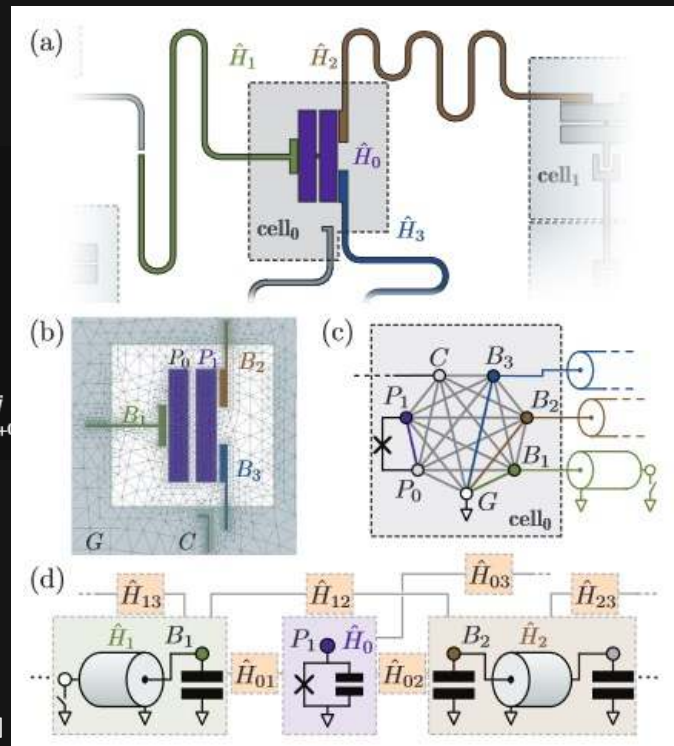 (a)
Ĥ₁
Ĥ₂
Ĥ₀
cell₀
cell₁
Ĥ₃
(b)
P₀ P₁
B₂
B₁
B₃
G
C
(c)
C
B₃
P₁
B₂
P₀
B₁
G
cell₀
(d)
Ĥ₁₃
Ĥ₁₂
Ĥ₀₃
Ĥ₂₃
Ĥ₁
B₁
P₁
Ĥ₀
B₂
Ĥ₂
Ĥ₀₁
Ĥ₀₂
...
...